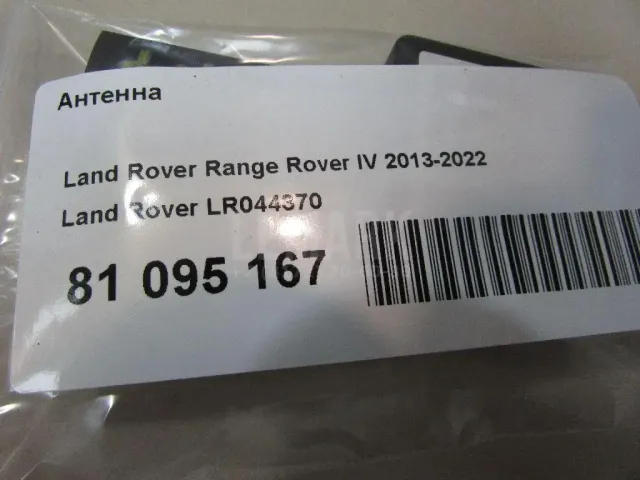 Антенна
Land Rover Range Rover IV 2013-2022
Land Rover LR044370
81 095 167